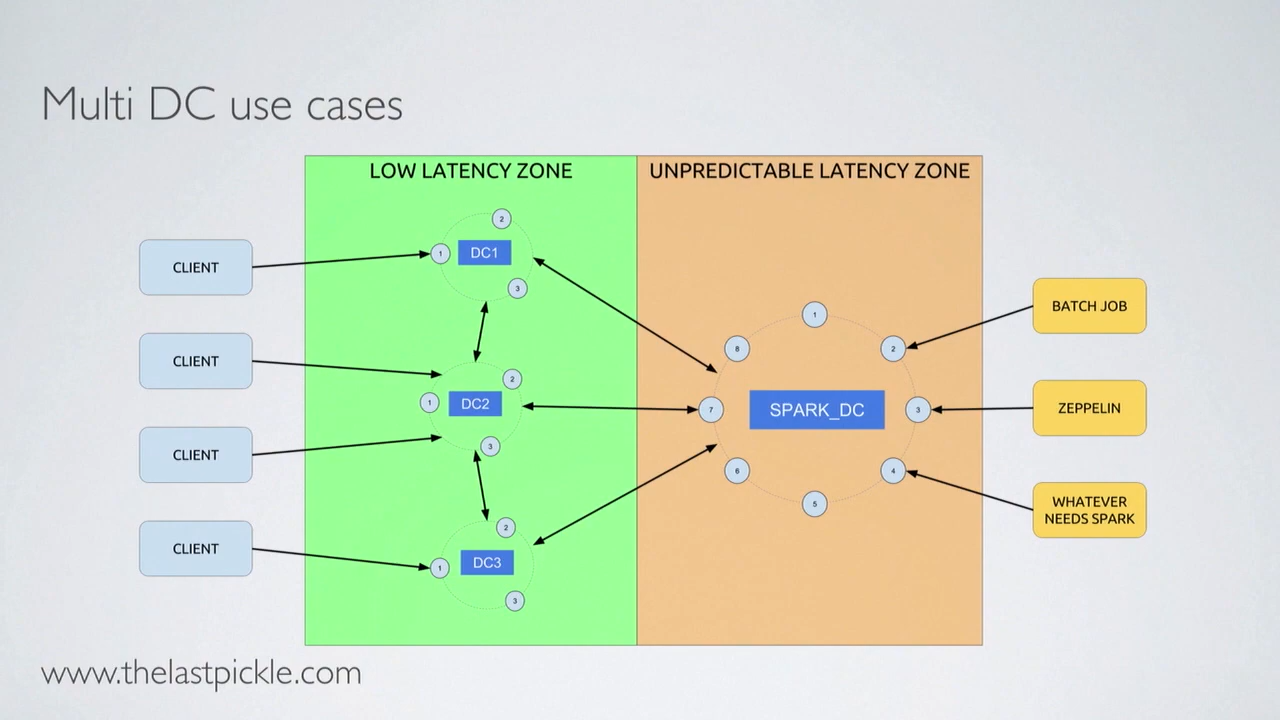 Multi DC use cases
LOW LATENCY ZONE
UNPREDICTABLE LATENCY ZONE
CLIENT
CLIENT
CLIENT
CLIENT
1
2
3
DC1
1
2
3
DC2
1
2
3
DC3
1
2
3
4
5
6
7
8
SPARK_DC
BATCH JOB
ZEPPELIN
WHATEVER
NEEDS SPARK
www.thelastpickle.com